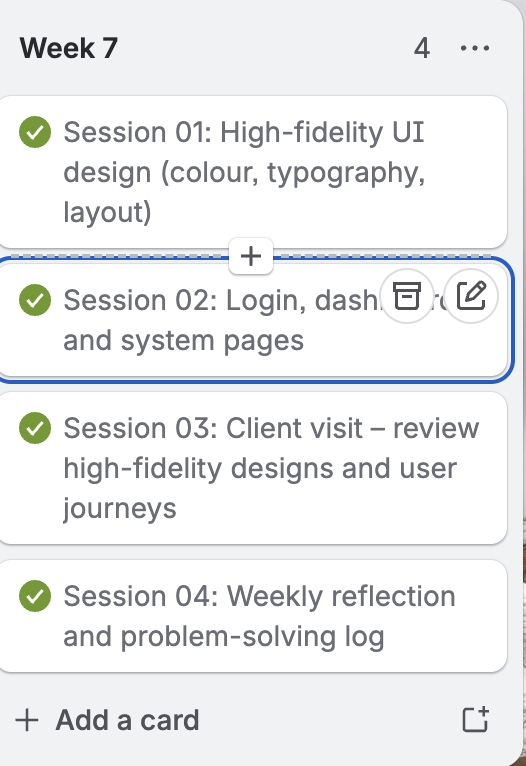 Week 7 4
Session 01: High-fidelity UI
design (colour, typography,
layout)
Session 02: Login,
and system pages
Session 03: Client visit – review
high-fidelity designs and user
journeys
Session 04: Weekly reflection
and problem-solving log
Add a card